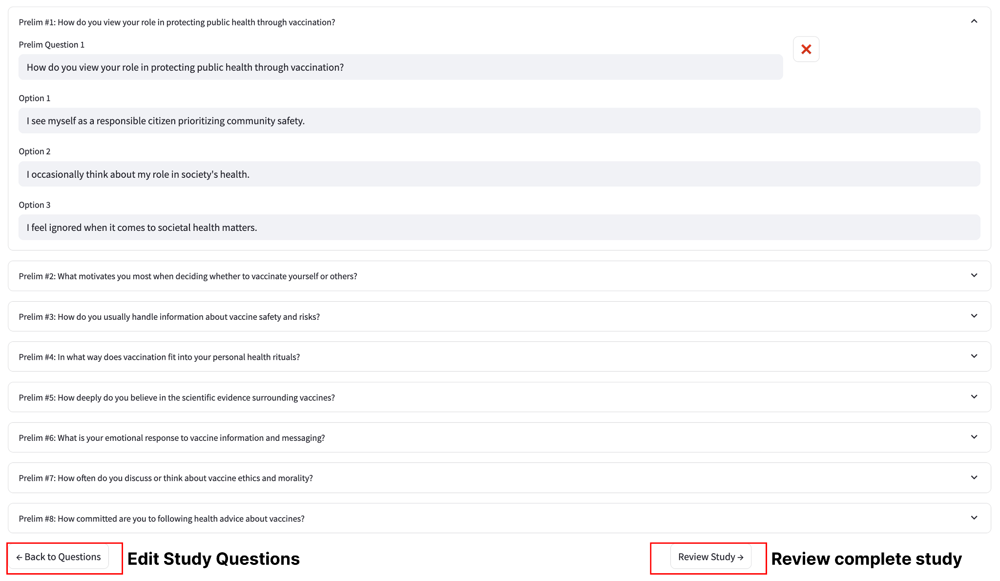 Prelim #1: How do you view your role in protecting public health through vaccination?
Prelim Question 1
How do you view your role in protecting public health through vaccination?
Option 1
I see myself as a responsible citizen prioritizing community safety.
Option 2
I occasionally think about my role in society's health.
Option 3
I feel ignored when it comes to societal health matters.
Prelim #2: What motivates you most when deciding whether to vaccinate yourself or others?
Prelim #3: How do you usually handle information about vaccine safety and risks?
Prelim #4: In what way does vaccination fit into your personal health rituals?
Prelim #5: How deeply do you believe in the scientific evidence surrounding vaccines?
Prelim #6: What is your emotional response to vaccine information and messaging?
Prelim #7: How often do you discuss or think about vaccine ethics and morality?
Prelim #8: How committed are you to following health advice about vaccines?
← Back to Questions Edit Study Questions Review Study → Review complete study